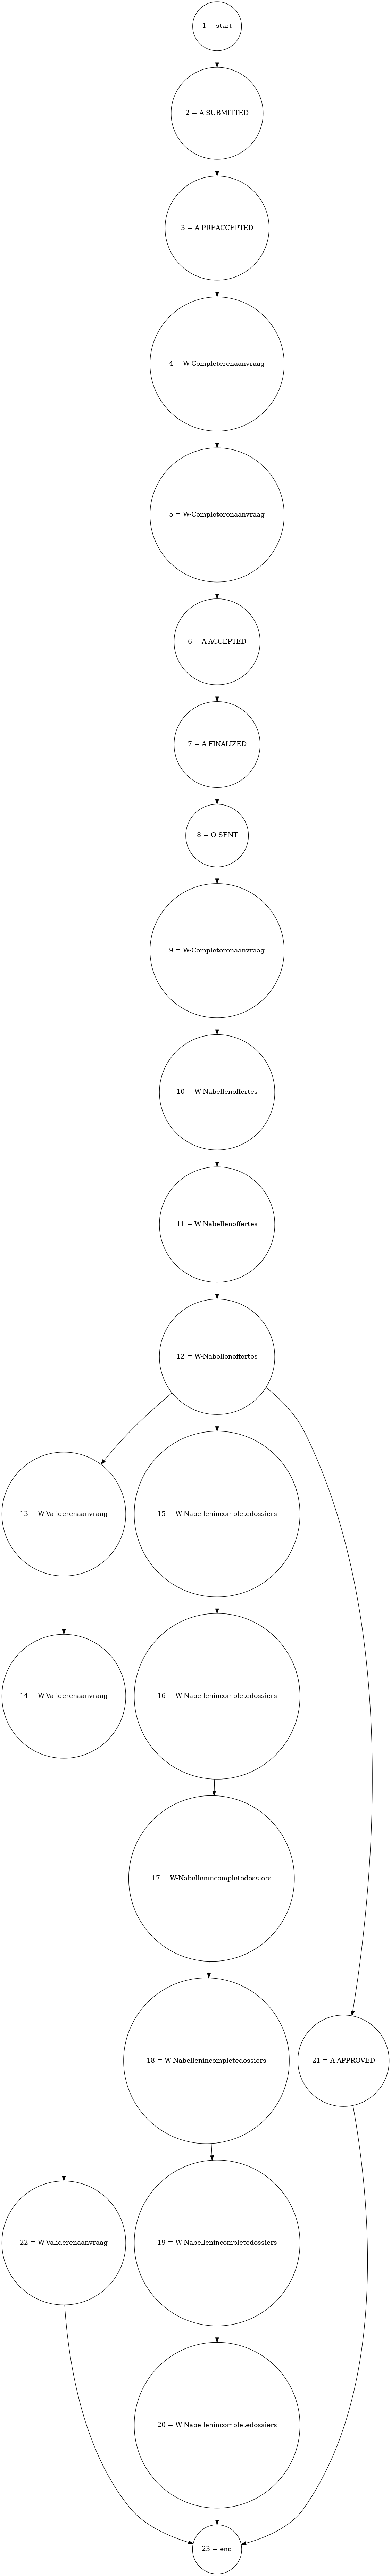 1 = start
2 = A-SUBMITTED
3 = A-PREACCEPTED
4 = W-Completerenaanvraag
5 = W-Completerenaanvraag
6 = A-ACCEPTED
7 = A-FINALIZED
8 = O-SENT
9 = W-Completerenaanvraag
10 = W-Nabellenoffertes
11 = W-Nabellenoffertes
12 = W-Nabellenoffertes
13 = W-Validerenaanvraag
15 = W-Nabellenincompletedossiers
14 = W-Validerenaanvraag
16 = W-Nabellenincompletedossiers
17 = W-Nabellenincompletedossiers
18 = W-Nabellenincompletedossiers
21 = A-APPROVED
22 = W-Validerenaanvraag
19 = W-Nabellenincompletedossiers
20 = W-Nabellenincompletedossiers
23 = end